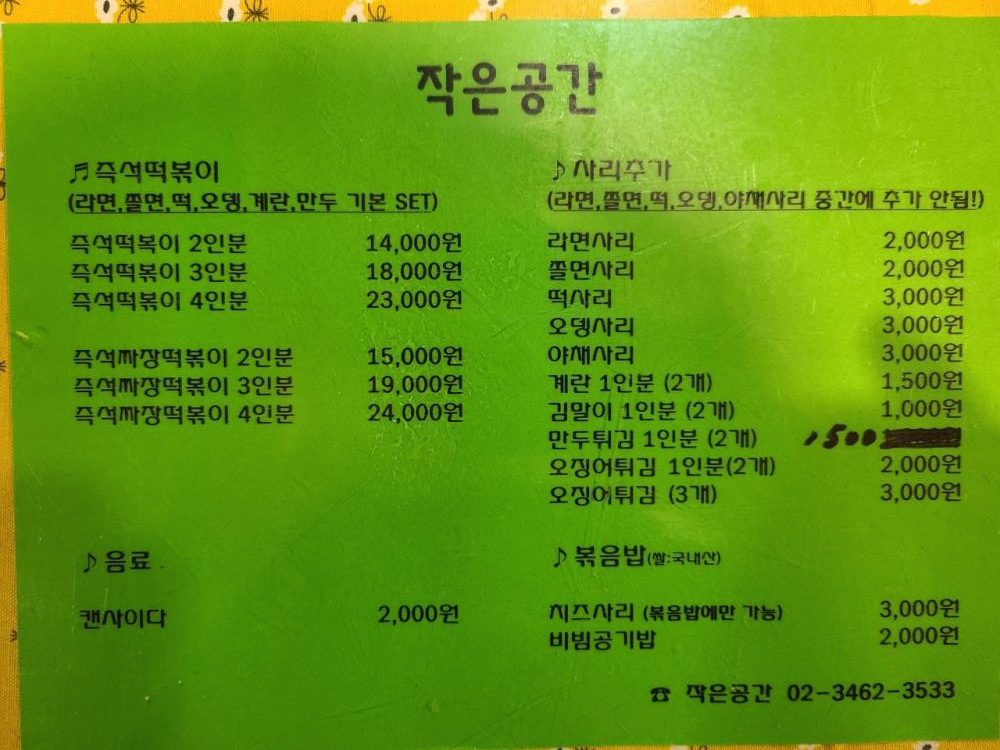 작은공간
♬즉석떡볶이
(라면,쫄면,떡,오뎅,계란,만두 기본 SET)
즉석떡볶이 2인분 14,000원
즉석떡볶이 3인분 18,000원
즉석떡볶이 4인분 23,000원
즉석짜장떡볶이 2인분 15,000원
즉석짜장떡볶이 3인분 19,000원
즉석짜장떡볶이 4인분 24,000원
♪음료
캔사이다 2,000원
♪사리추가
(라면,쫄면,떡,오뎅,야채사리 중간에 추가 안됨!)
라면사리 2,000원
쫄면사리 2,000원
떡사리 3,000원
오뎅사리 3,000원
야채사리 3,000원
계란 1인분 (2개) 1,500원
김말이 1인분 (2개) 1,000원
만두튀김 1인분 (2개) 1500
오징어튀김 1인분(2개) 2,000원
오징어튀김 (3개) 3,000원
♪볶음밥(쌀:국내산)
치즈사리 (볶음밥에만 가능) 3,000원
비빔공기밥 2,000원
☎ 작은공간 02-3462-3533